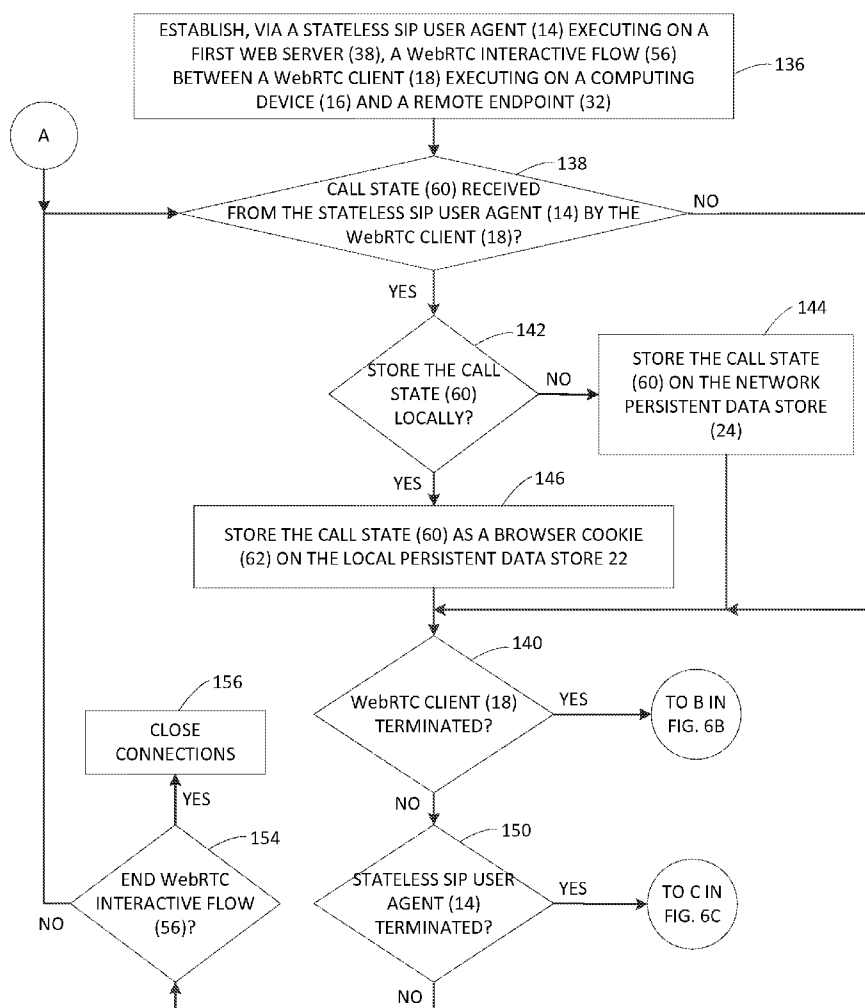 ESTABLISH, VIA A STATELESS SIP USER AGENT (14) EXECUTING ON A
FIRST WEB SERVER (38), A WebRTC INTERACTIVE FLOW (56)
BETWEEN A WebRTC CLIENT (18) EXECUTING ON A COMPUTING
DEVICE (16) AND A REMOTE ENDPOINT (32)
136
A
138
CALL STATE (60) RECEIVED
FROM THE STATELESS SIP USER AGENT (14) BY THE
WebRTC CLIENT (18)?
NO
YES
142
STORE THE CALL
STATE (60)
LOCALLY?
NO
144
STORE THE CALL STATE
(60) ON THE NETWORK
PERSISTENT DATA STORE
(24)
YES
146
STORE THE CALL STATE (60) AS A BROWSER COOKIE
(62) ON THE LOCAL PERSISTENT DATA STORE 22
140
WebRTC CLIENT (18)
TERMINATED?
YES
TO B IN
FIG. 6B
156
CLOSE
CONNECTIONS
YES
NO
150
STATELESS SIP USER
AGENT (14)
TERMINATED?
YES
TO C IN
FIG. 6C
154
END WebRTC
INTERACTIVE FLOW
(56)?
NO
NO